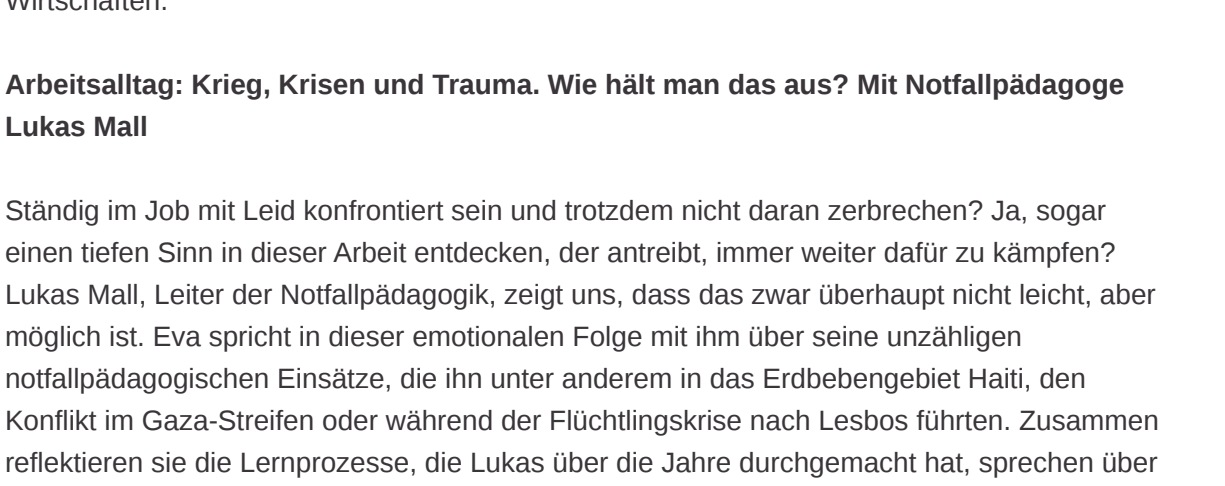 Wirtschaften.
Arbeitsalltag: Krieg, Krisen und Trauma. Wie hält man das aus? Mit Notfallpädagoge
Lukas Mall
Ständig im Job mit Leid konfrontiert sein und trotzdem nicht daran zerbrechen? Ja, sogar
einen tiefen Sinn in dieser Arbeit entdecken, der antreibt, immer weiter dafür zu kämpfen?
Lukas Mall, Leiter der Notfallpädagogik, zeigt uns, dass das zwar überhaupt nicht leicht, aber
möglich ist. Eva spricht in dieser emotionalen Folge mit ihm über seine unzähligen
notfallpädagogischen Einsätze, die ihn unter anderem in das Erdbebengebiet Haiti, den
Konflikt im Gaza-Streifen oder während der Flüchtlingskrise nach Lesbos führten. Zusammen
reflektieren sie die Lernprozesse, die Lukas über die Jahre durchgemacht hat, sprechen über